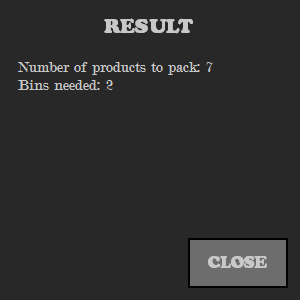 RESULT
Number of products to pack: 7
Bins needed: 2
CLOSE